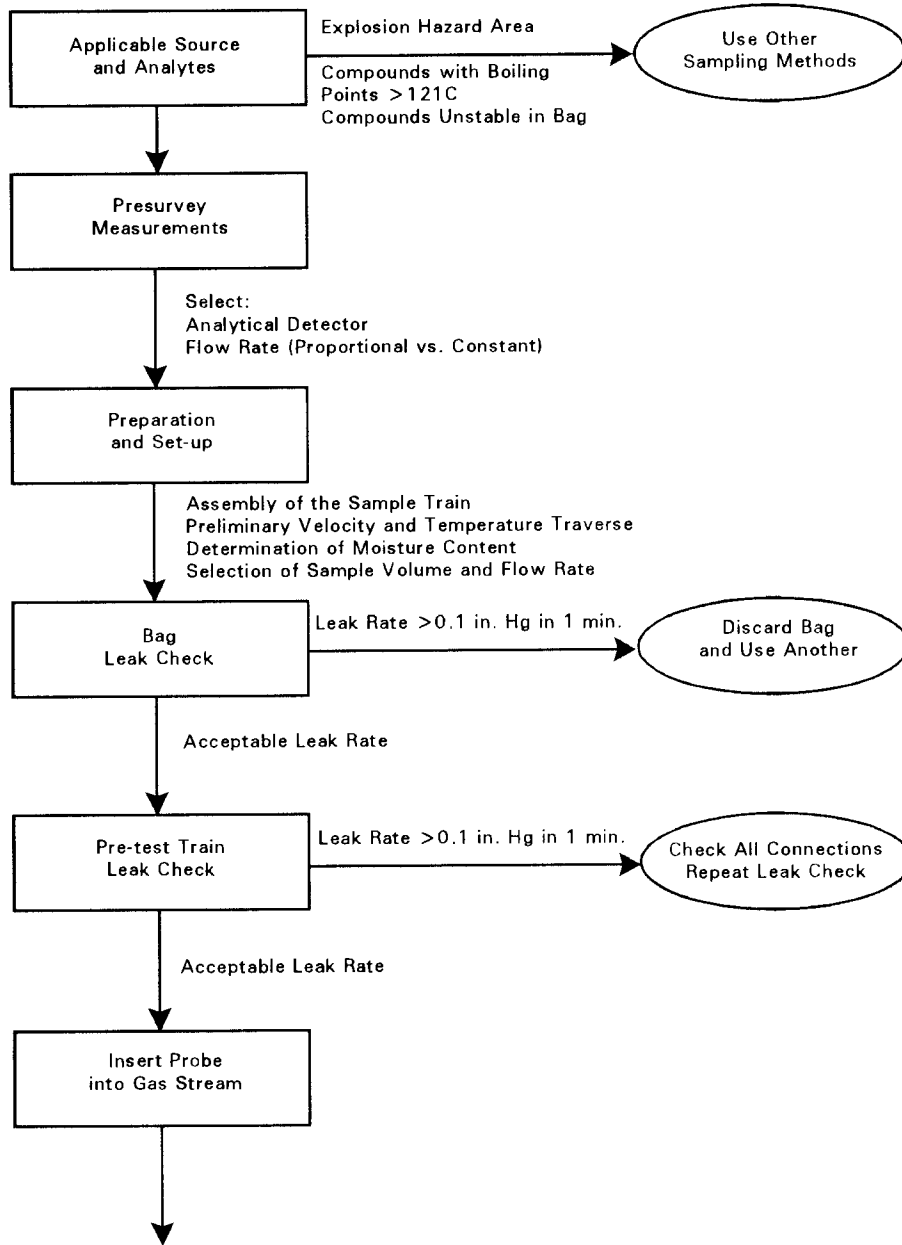 Applicable Source
and Analytes
Explosion Hazard Area
Compounds with Boiling
Points >121C
Compounds Unstable in Bag
Use Other
Sampling Methods
Presurvey
Measurements
Select:
Analytical Detector
Flow Rate (Proportional vs. Constant)
Preparation
and Set-up
Assembly of the Sample Train
Preliminary Velocity and Temperature Traverse
Determination of Moisture Content
Selection of Sample Volume and Flow Rate
Bag
Leak Check
Leak Rate >0.1 in. Hg in 1 min.
Discard Bag
and Use Another
Acceptable Leak Rate
Pre-test Train
Leak Check
Leak Rate >0.1 in. Hg in 1 min.
Check All Connections
Repeat Leak Check
Acceptable Leak Rate
Insert Probe
into Gas Stream